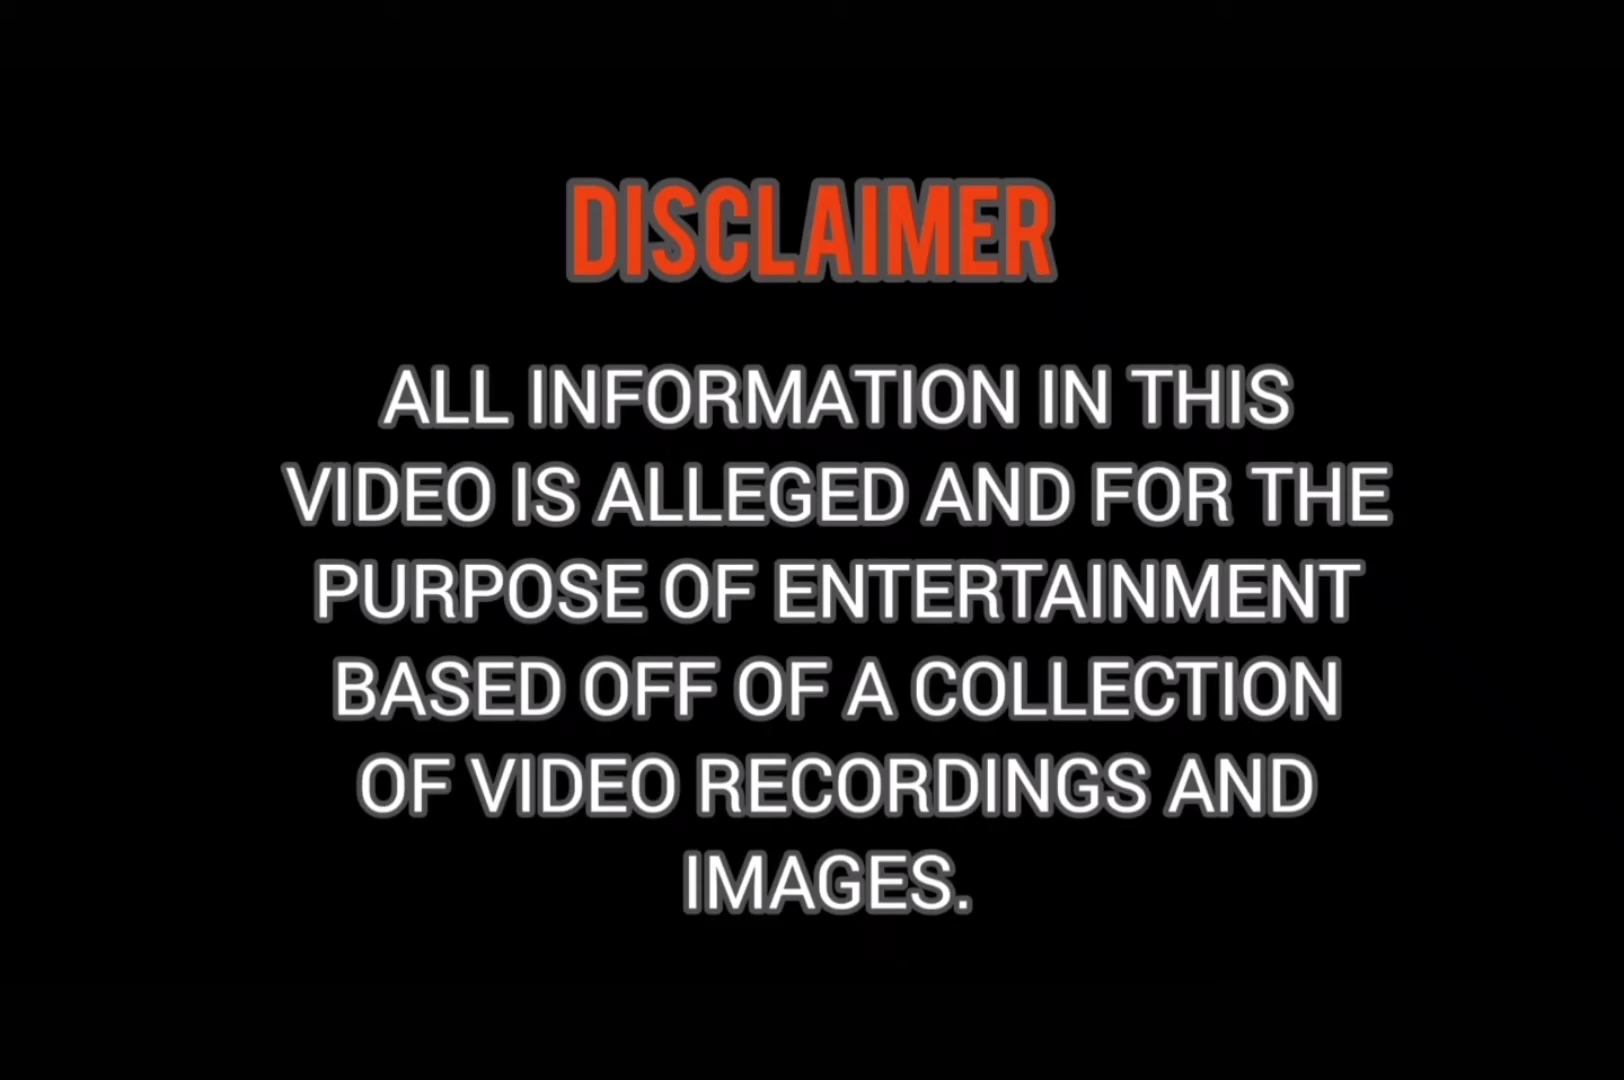 DISCLAIMER
ALL INFORMATION IN THIS
VIDEO IS ALLEGED AND FOR THE
PURPOSE OF ENTERTAINMENT
BASED OFF OF A COLLECTION
OF VIDEO RECORDINGS AND
IMAGES.